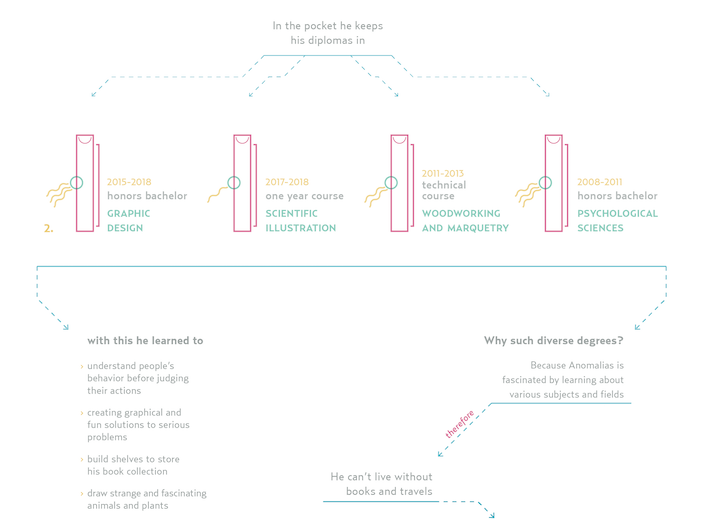 In the pocket he keeps
his diplomas in
2.
2015-2018
honors bachelor
GRAPHIC
DESIGN
2017-2018
one year course
SCIENTIFIC
ILLUSTRATION
2011-2013
technical
course
WOODWORKING
AND MARQUETRY
2008-2011
honors bachelor
PSYCHOLOGICAL
SCIENCES
with this he learned to
› understand people's
behavior before judging
their actions
› creating graphical and
fun solutions to serious
problems
› build shelves to store
his book collection
› draw strange and fascinating
animals and plants
Why such diverse degrees?
Because Anomalias is
fascinated by learning about
various subjects and fields
therefore
He can't live without
books and travels